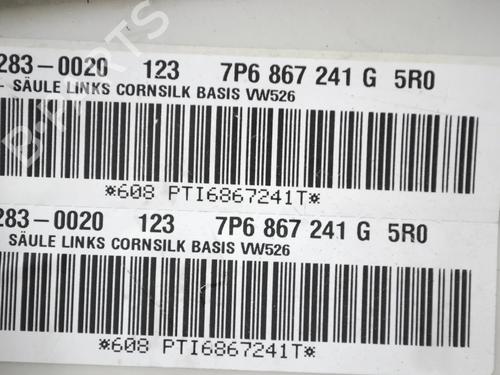 283-0020 123 7P6 867 241 G 5R0
- SÄULE LINKS CORNSILK BASIS VW526
*608 PTI6867241T*
283-0020 123 7P6 867 241 G 5R0
SÄULE LINKS CORNSILK BASIS VW526
*608 PTI6867241T*
B-PARTS